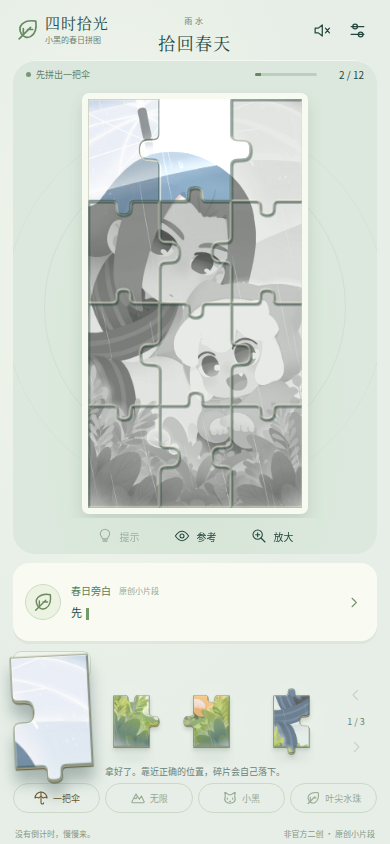 四时拾光
小黑的春日拼图
雨水
拾回春天
先拼出一把伞
2 / 12
提示
参考
放大
春日旁白
原创小片段
先
1 / 3
拿好了。靠近正确的位置，碎片会自己落下。
一把伞
无限
小黑
叶尖水珠
没有倒计时，慢慢来。
非官方二创 · 原创小片段